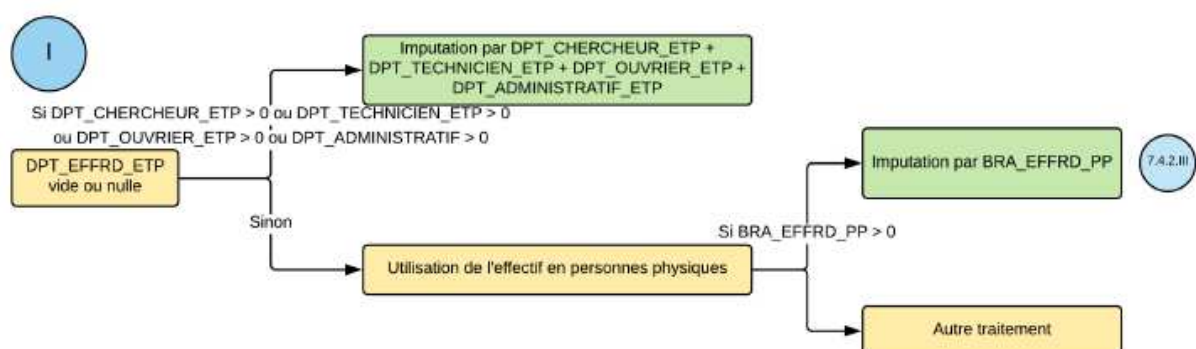 I
Imputation par DPT_CHERCHEUR_ETP +
DPT_TECHNICIEN_ETP + DPT_OUVRIER_ETP +
DPT_ADMINISTRATIF_ETP
Si DPT_CHERCHEUR_ETP > 0 ou DPT_TECHNICIEN_ETP > 0
ou DPT_OUVRIER_ETP > 0 ou DPT_ADMINISTRATIF > 0
DPT_EFFRD_ETP
vide ou nulle
Imputation par BRA_EFFRD_PP
7.4.2.III
Sinon
Si BRA_EFFRD_PP > 0
Utilisation de l'effectif en personnes physiques
Autre traitement